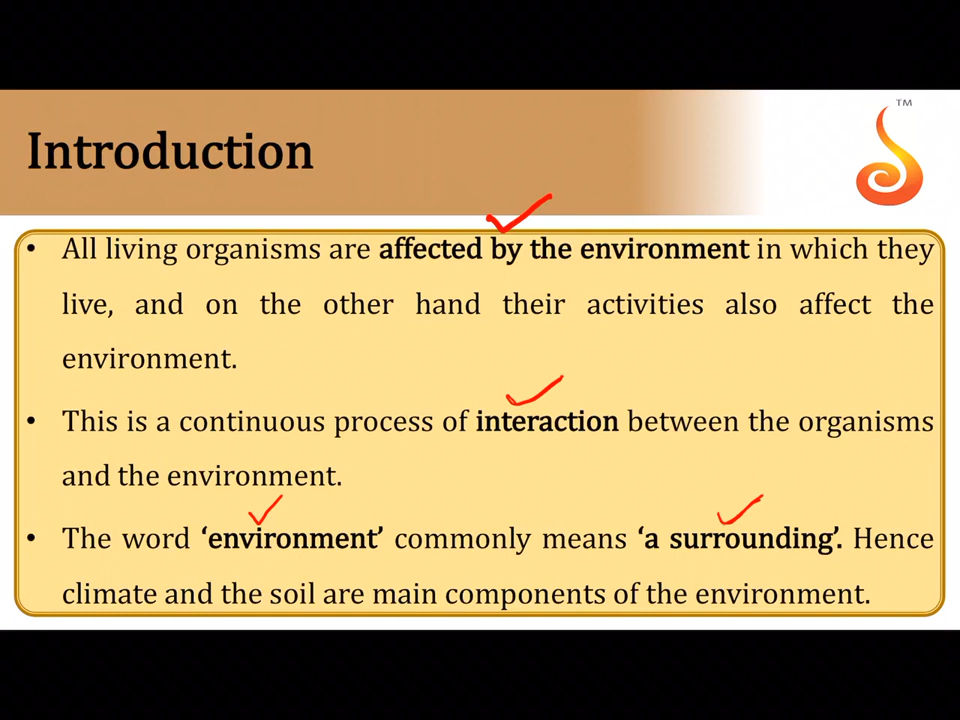 TM
Introduction
• All living organisms are affected by the environment in which they
live, and on the other hand their activities also affect the
environment.
• This is a continuous process of interaction between the organisms
and the environment.
• The word ‘environment’ commonly means ‘a surrounding’. Hence
climate and the soil are main components of the environment.